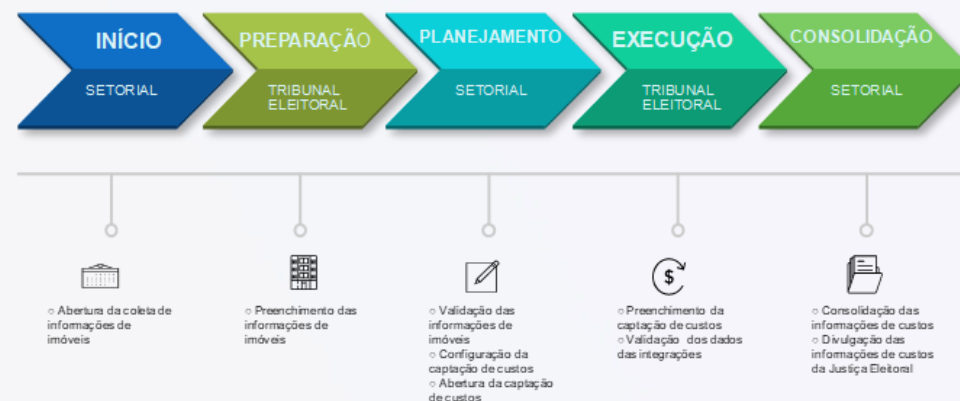 INÍCIO
SETORIAL
PREPARAÇÃO
TRIBUNAL
ELEITORAL
PLANEJAMENTO
SETORIAL
EXECUÇÃO
TRIBUNAL
ELEITORAL
CONSOLIDAÇÃO
SETORIAL
○ Abertura da coleta de
informações de
imóveis
○ Preenchimento das
informações de
imóveis
○ Validação das
informações de
imóveis
○ Configuração da
captação de custos
○ Abertura da captação
de custos
$
○ Preenchimento da
captação de custos
○ Validação dos dados
das integrações
○ Consolidação das
informações de custos
○ Divulgação das
informações de custos
da Justiça Eleitoral